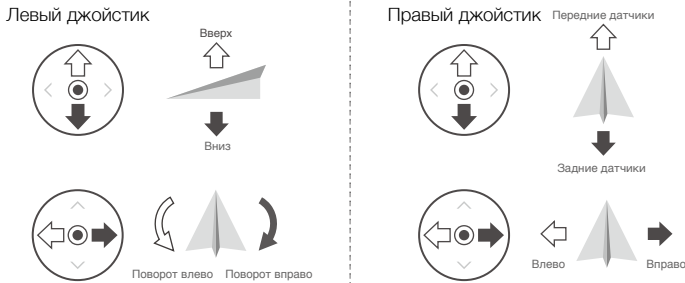 Левый джойстик
Вверх
Вниз
Поворот влево
Поворот вправо
Правый джойстик
Передние датчики
Задние датчики
Влево
Вправо